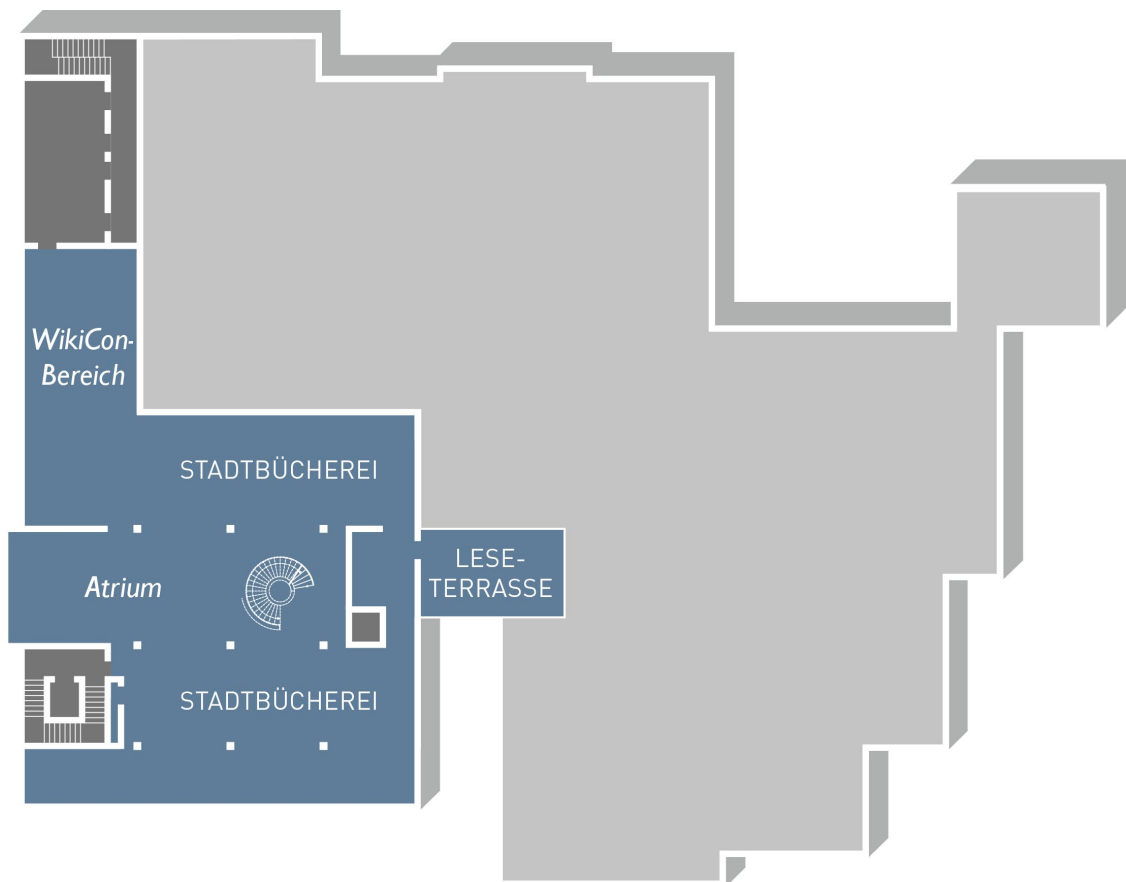 WikiCon-
Bereich
STADTBÜCHEREI
LESE-
TERRASSE
Atrium
STADTBÜCHEREI